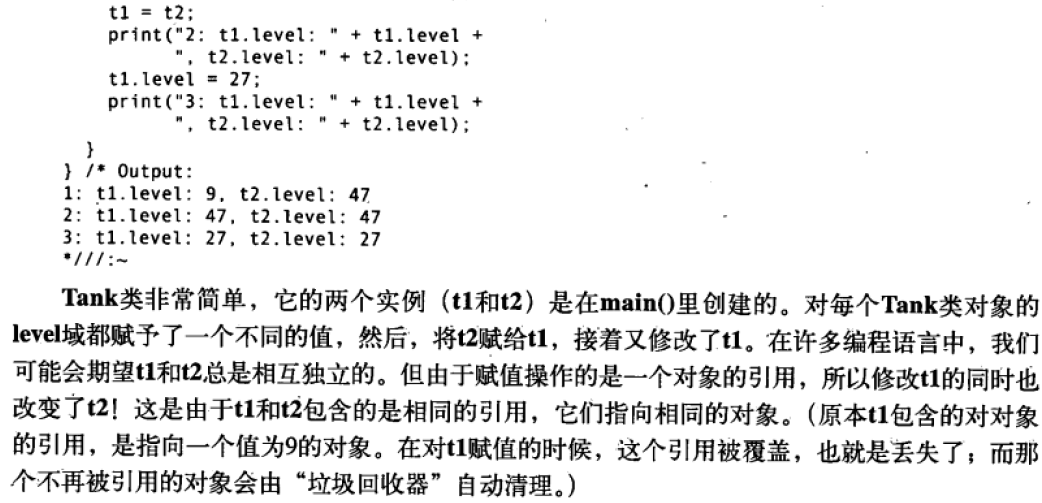 t1 = t2;
print("2: t1.level: " + t1.level +
", t2.level: " + t2.level);
t1.level = 27;
print("3: t1.level: " + t1.level +
", t2.level: " + t2.level);
}
} /* Output:
1: t1.level: 9, t2.level: 47
2: t1.level: 47, t2.level: 47
3: t1.level: 27, t2.level: 27
*///:~
Tank类非常简单，它的两个实例（t1和t2）是在main()里创建的。对每个Tank类对象的
level域都赋予了一个不同的值，然后，将t2赋给t1，接着又修改了t1。在许多编程语言中，我们
可能会期望t1和t2总是相互独立的。但由于赋值操作的是一个对象的引用，所以修改t1的同时也
改变了t2！这是由于t1和t2包含的是相同的引用，它们指向相同的对象。（原本t1包含的对对象
的引用，是指向一个值为9的对象。在对t1赋值的时候，这个引用被覆盖，也就是丢失了；而那
个不再被引用的对象会由“垃圾回收器”自动清理。）